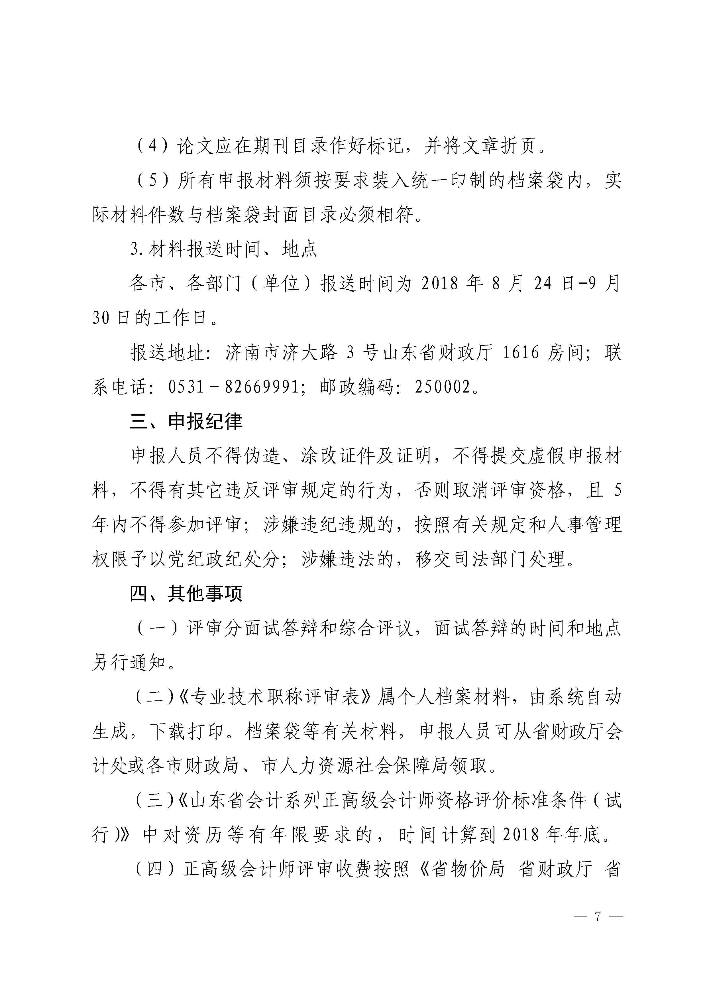 （4）论文应在期刊目录作好标记，并将文章折页。
（5）所有申报材料须按要求装入统一印制的档案袋内，实
际材料件数与档案袋封面目录必须相符。
3.材料报送时间、地点
各市、各部门（单位）报送时间为 2018 年 8 月 24 日-9 月
30 日的工作日。
报送地址：济南市济大路 3 号山东省财政厅 1616 房间；联
系电话：0531－82669991；邮政编码：250002。
三、申报纪律
申报人员不得伪造、涂改证件及证明，不得提交虚假申报材
料，不得有其它违反评审规定的行为，否则取消评审资格，且 5
年内不得参加评审；涉嫌违纪违规的，按照有关规定和人事管理
权限予以党纪政纪处分；涉嫌违法的，移交司法部门处理。
四、其他事项
（一）评审分面试答辩和综合评议，面试答辩的时间和地点
另行通知。
（二）《专业技术职称评审表》属个人档案材料，由系统自动
生成，下载打印。档案袋等有关材料，申报人员可从省财政厅会
计处或各市财政局、市人力资源社会保障局领取。
（三）《山东省会计系列正高级会计师资格评价标准条件（试
行）》中对资历等有年限要求的，时间计算到 2018 年年底。
（四）正高级会计师评审收费按照《省物价局 省财政厅 省
— 7 —